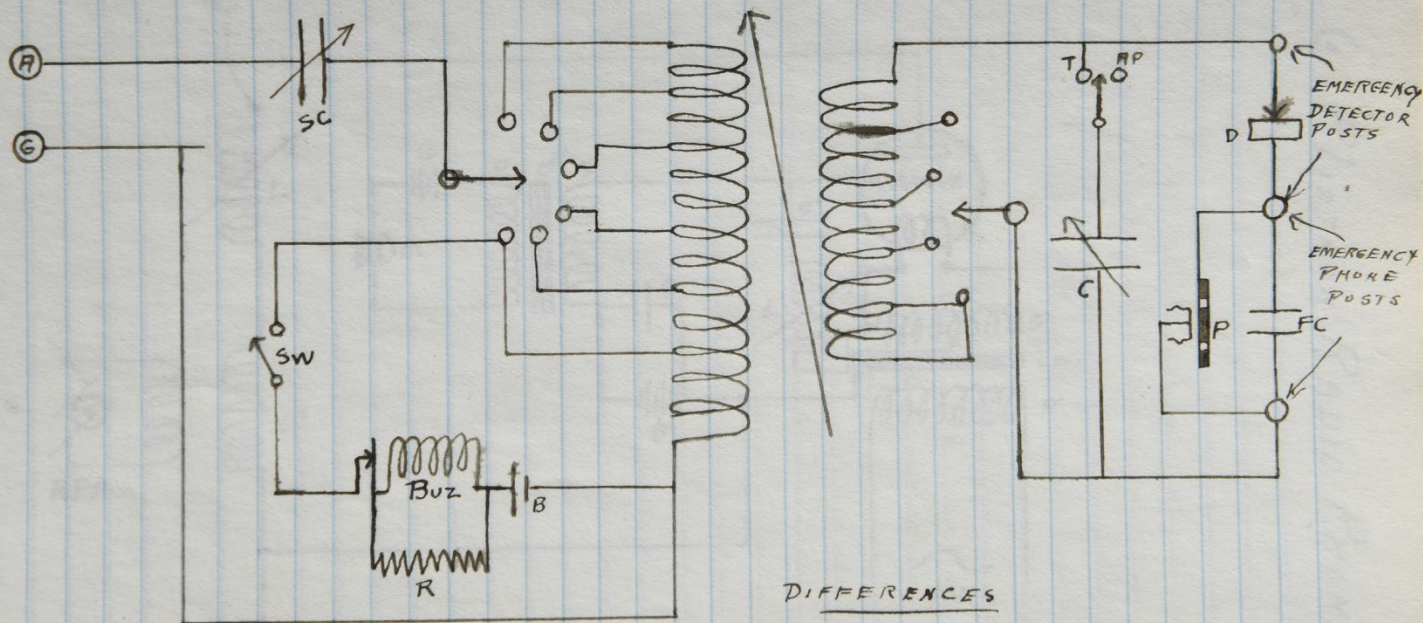 A
G
SC
T AP
EMERGENCY
DETECTOR
POSTS
D
EMERGENCY
PHONE
POSTS
SW
C
P
FC
BUZ
B
R
DIFFERENCES